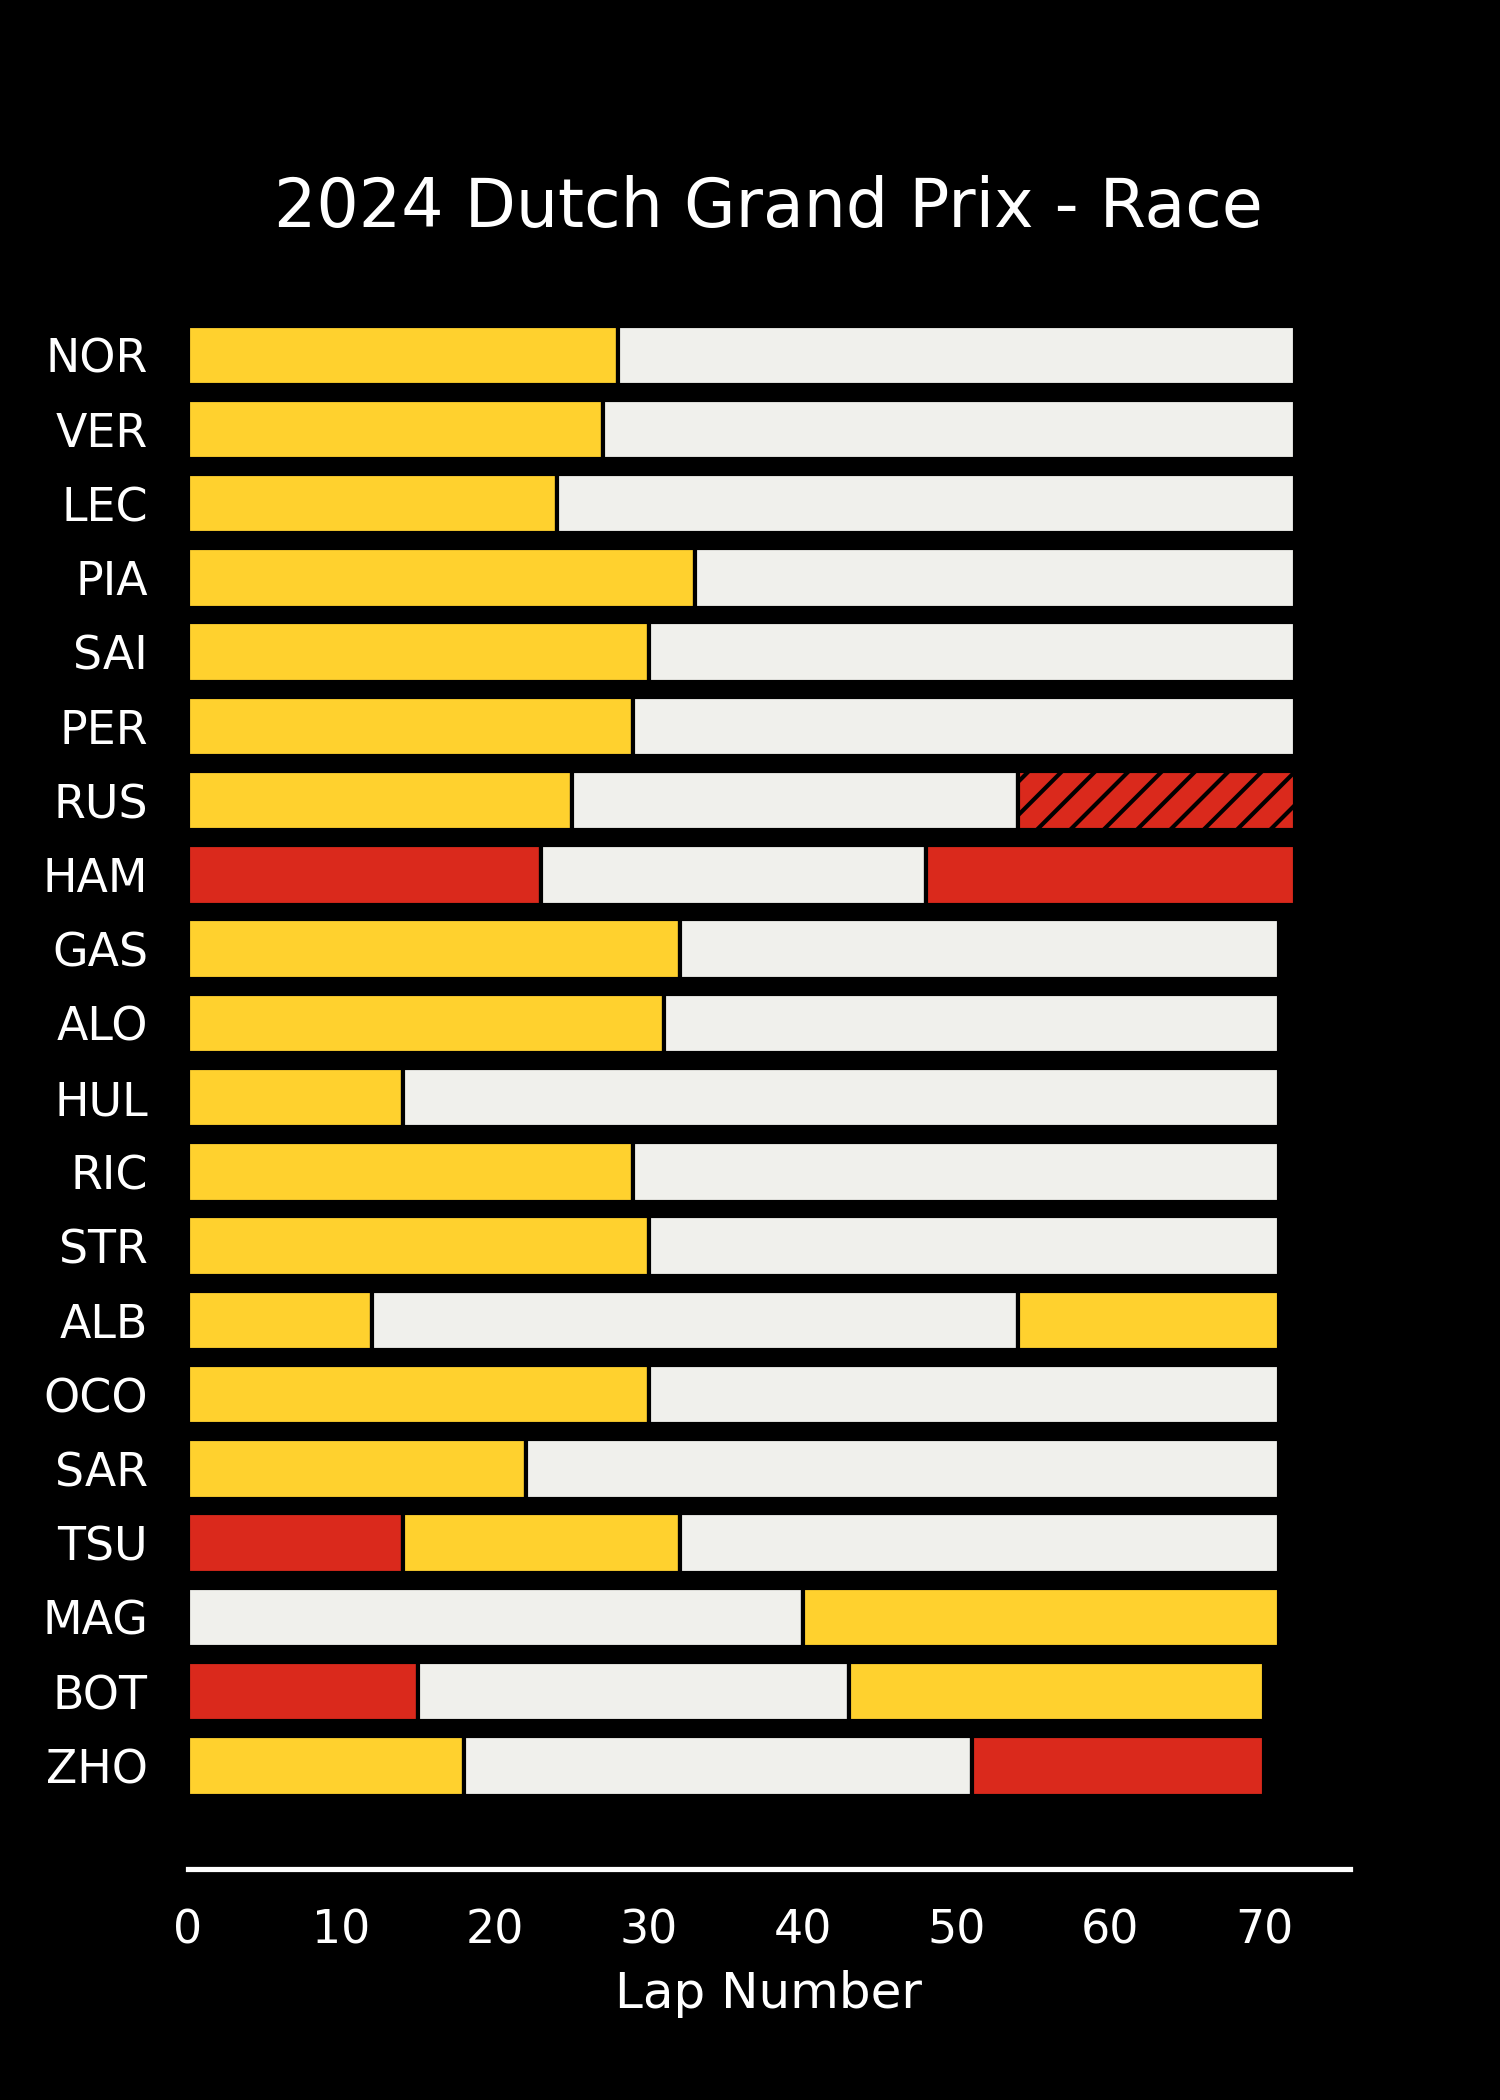 2024 Dutch Grand Prix - Race
NOR
VER
LEC
PIA
SAI
PER
RUS
HAM
GAS
ALO
HUL
RIC
STR
ALB
OCO
SAR
TSU
MAG
BOT
ZHO
0 10 20 30 40 50 60 70
Lap Number